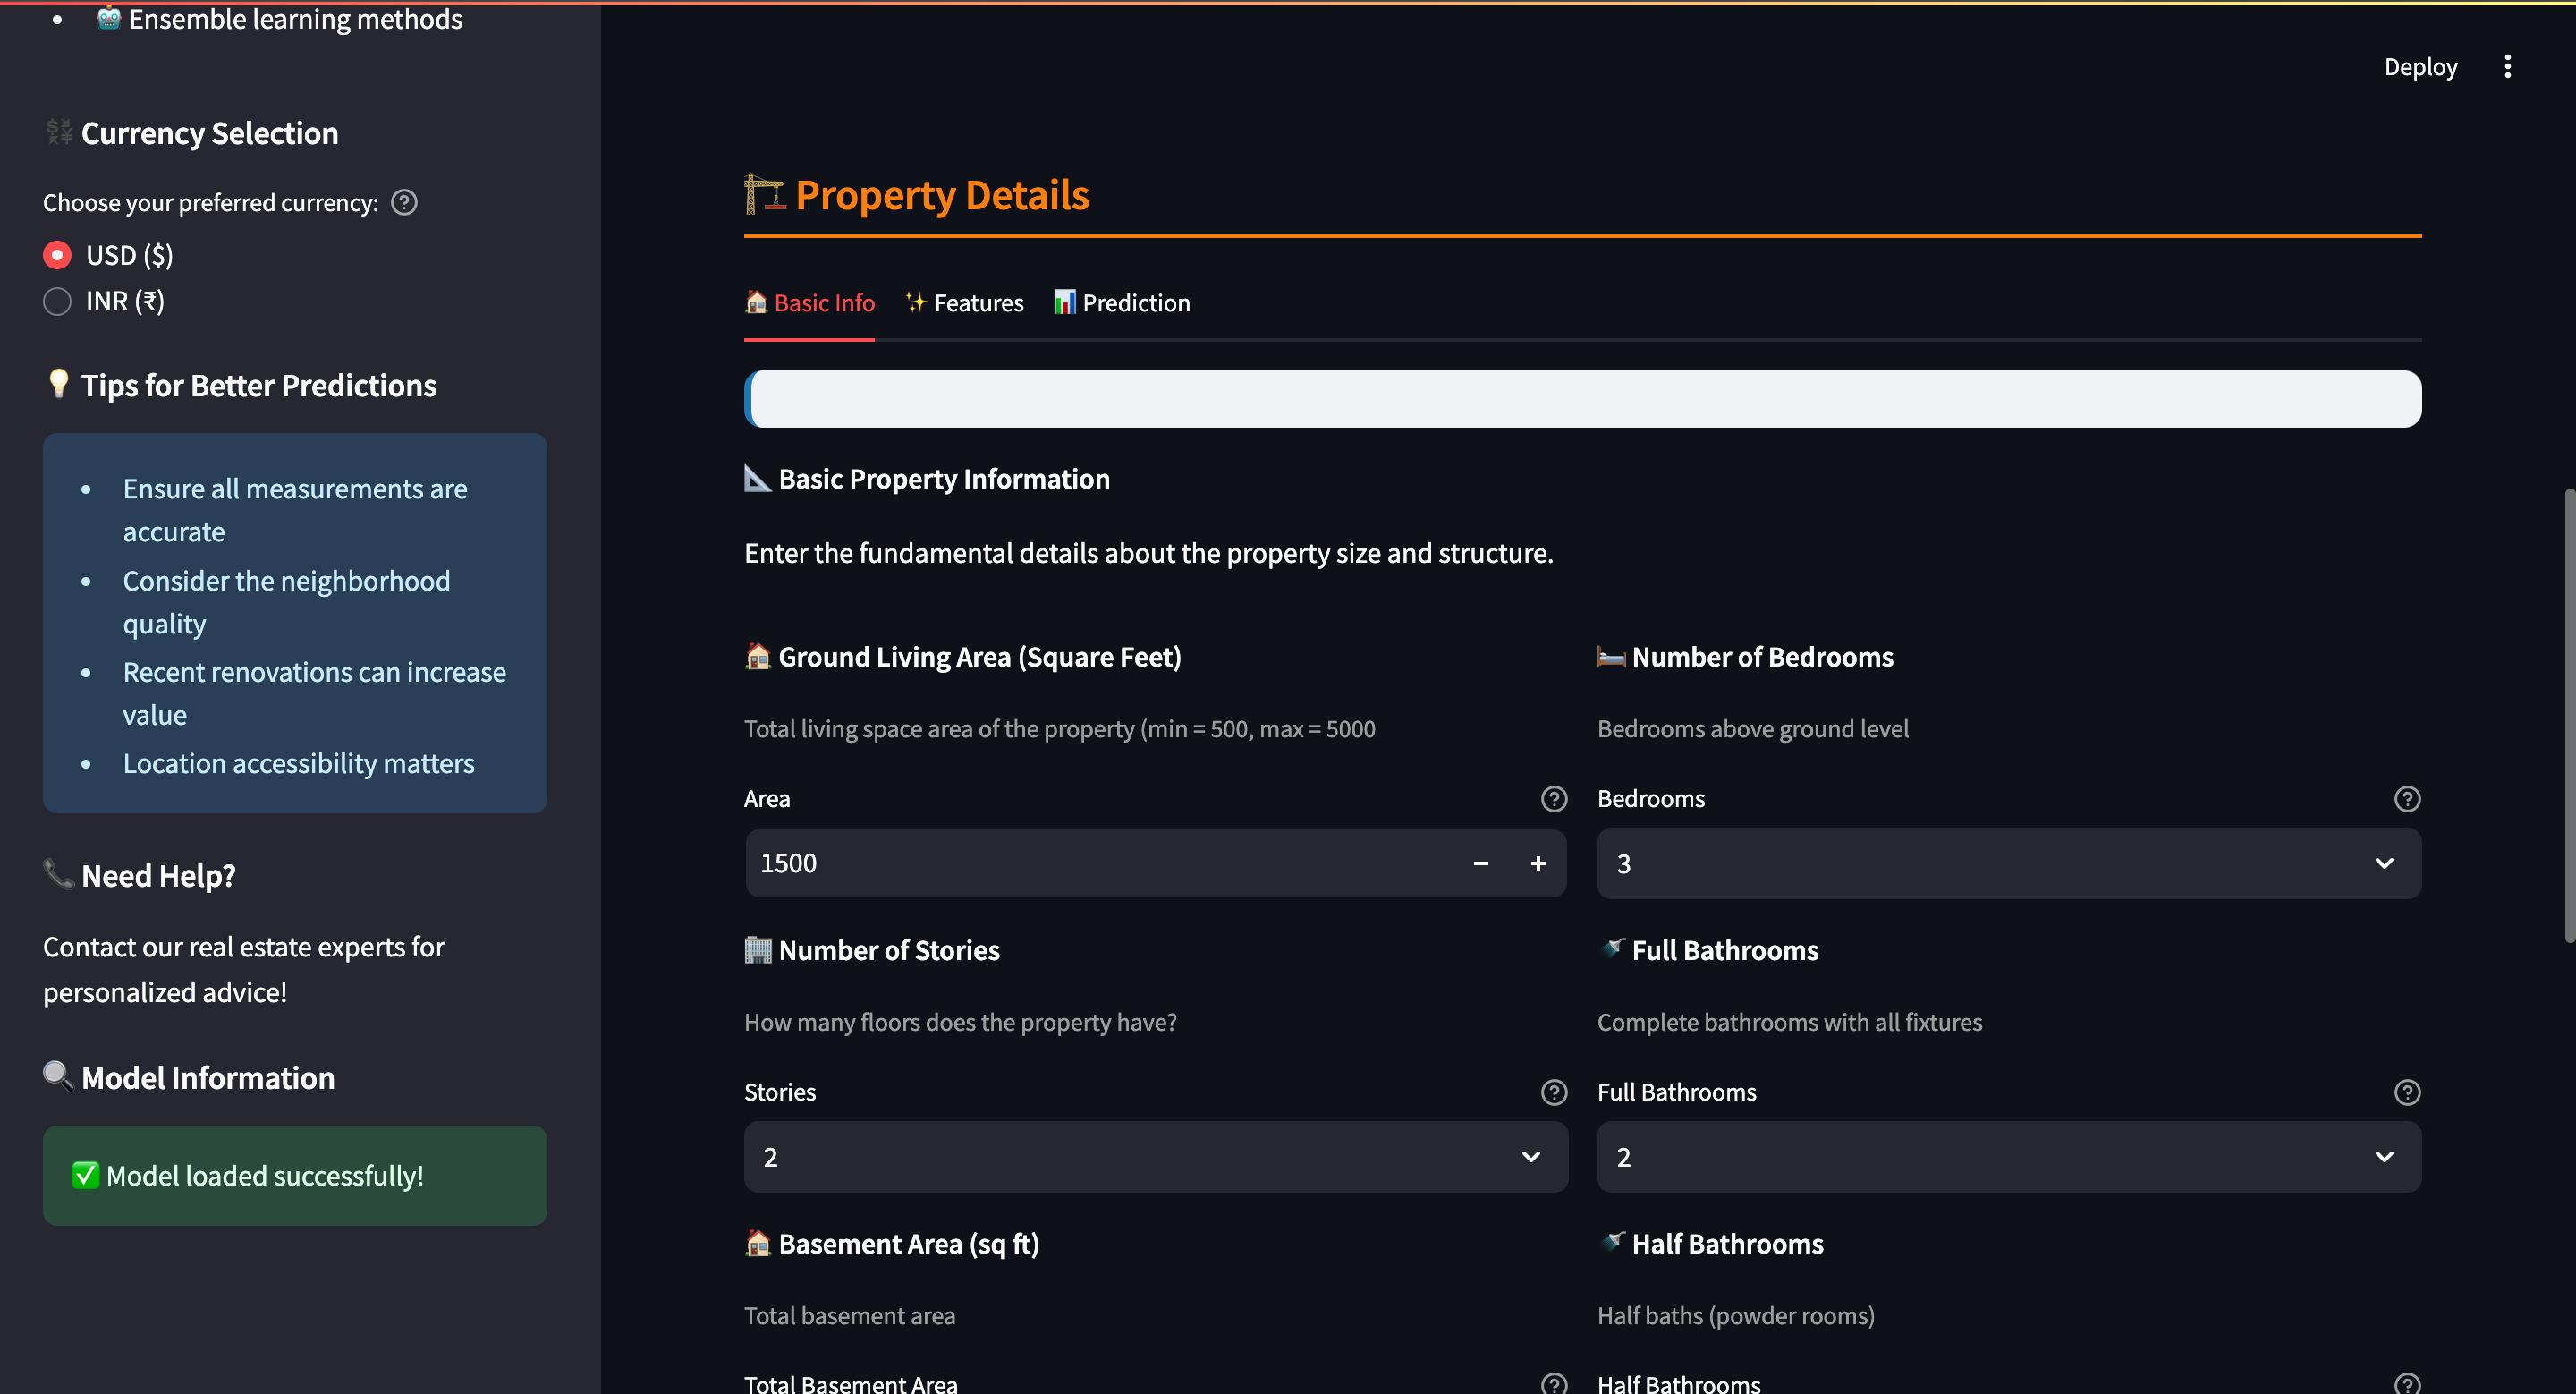 Ensemble learning methods
Currency Selection
Choose your preferred currency:
USD ($)
INR (₹)
Tips for Better Predictions
Ensure all measurements are
accurate
Consider the neighborhood
quality
Recent renovations can increase
value
Location accessibility matters
Need Help?
Contact our real estate experts for
personalized advice!
Model Information
Model loaded successfully!
Deploy
Property Details
Basic Info
Features
Prediction
Basic Property Information
Enter the fundamental details about the property size and structure.
Ground Living Area (Square Feet)
Total living space area of the property (min = 500, max = 5000
Area
1500
Number of Bedrooms
Bedrooms above ground level
Bedrooms
3
Number of Stories
How many floors does the property have?
Stories
2
Full Bathrooms
Complete bathrooms with all fixtures
Full Bathrooms
2
Basement Area (sq ft)
Total basement area
Total Basement Area
Half Bathrooms
Half baths (powder rooms)
Half Bathrooms